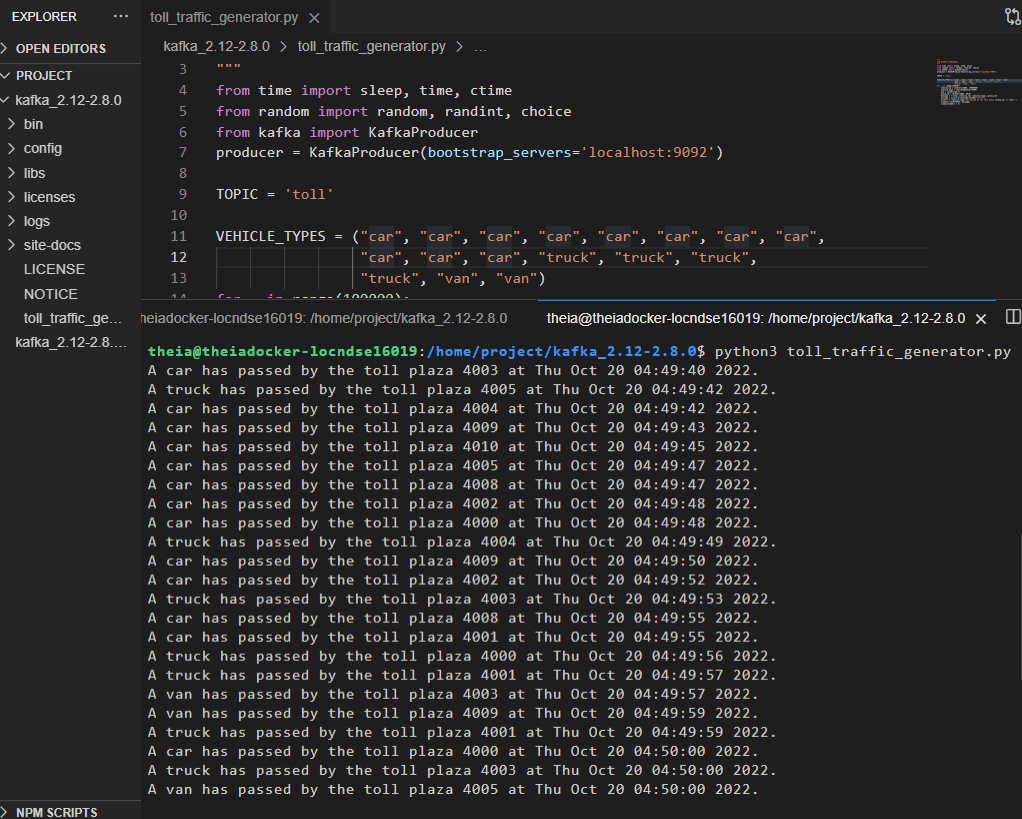 EXPLORER
OPEN EDITORS
PROJECT
kafka_2.12-2.8.0
bin
config
libs
licenses
logs
site-docs
LICENSE
NOTICE
toll_traffic_ge...
kafka_2.12-2.8....
NPM SCRIPTS
toll_traffic_generator.py
kafka_2.12-2.8.0 > toll_traffic_generator.py > ...
3 """
4 from time import sleep, time, ctime
5 from random import random, randint, choice
6 from kafka import KafkaProducer
7 producer = KafkaProducer(bootstrap_servers='localhost:9092')
8
9 TOPIC = 'toll'
10
11 VEHICLE_TYPES = ("car", "car", "car", "car", "car", "car", "car", "car",
12 "car", "car", "car", "truck", "truck", "truck",
13 "truck", "van", "van")
14 for _ in range(100000):
heiadocker-locndse16019: /home/project/kafka_2.12-2.8.0
theia@theiadocker-locndse16019: /home/project/kafka_2.12-2.8.0
theia@theiadocker-locndse16019:/home/project/kafka_2.12-2.8.0$ python3 toll_traffic_generator.py
A car has passed by the toll plaza 4003 at Thu Oct 20 04:49:40 2022.
A truck has passed by the toll plaza 4005 at Thu Oct 20 04:49:42 2022.
A car has passed by the toll plaza 4004 at Thu Oct 20 04:49:42 2022.
A car has passed by the toll plaza 4009 at Thu Oct 20 04:49:43 2022.
A car has passed by the toll plaza 4010 at Thu Oct 20 04:49:45 2022.
A car has passed by the toll plaza 4005 at Thu Oct 20 04:49:47 2022.
A car has passed by the toll plaza 4008 at Thu Oct 20 04:49:47 2022.
A car has passed by the toll plaza 4002 at Thu Oct 20 04:49:48 2022.
A car has passed by the toll plaza 4000 at Thu Oct 20 04:49:48 2022.
A truck has passed by the toll plaza 4004 at Thu Oct 20 04:49:49 2022.
A car has passed by the toll plaza 4009 at Thu Oct 20 04:49:50 2022.
A car has passed by the toll plaza 4002 at Thu Oct 20 04:49:52 2022.
A truck has passed by the toll plaza 4003 at Thu Oct 20 04:49:53 2022.
A car has passed by the toll plaza 4008 at Thu Oct 20 04:49:55 2022.
A car has passed by the toll plaza 4001 at Thu Oct 20 04:49:55 2022.
A truck has passed by the toll plaza 4000 at Thu Oct 20 04:49:56 2022.
A truck has passed by the toll plaza 4001 at Thu Oct 20 04:49:57 2022.
A van has passed by the toll plaza 4003 at Thu Oct 20 04:49:57 2022.
A van has passed by the toll plaza 4009 at Thu Oct 20 04:49:59 2022.
A truck has passed by the toll plaza 4001 at Thu Oct 20 04:49:59 2022.
A car has passed by the toll plaza 4000 at Thu Oct 20 04:50:00 2022.
A truck has passed by the toll plaza 4003 at Thu Oct 20 04:50:00 2022.
A van has passed by the toll plaza 4005 at Thu Oct 20 04:50:00 2022.